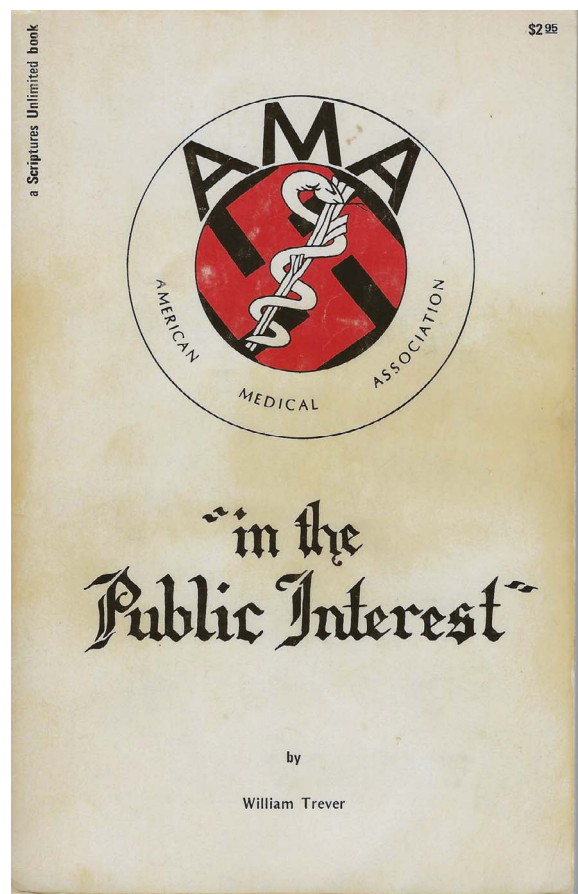 a Scriptures Unlimited book
$2 95
AMA
AMERICAN
MEDICAL
ASSOCIATION
"in the
Public Interest"
by
William Trever